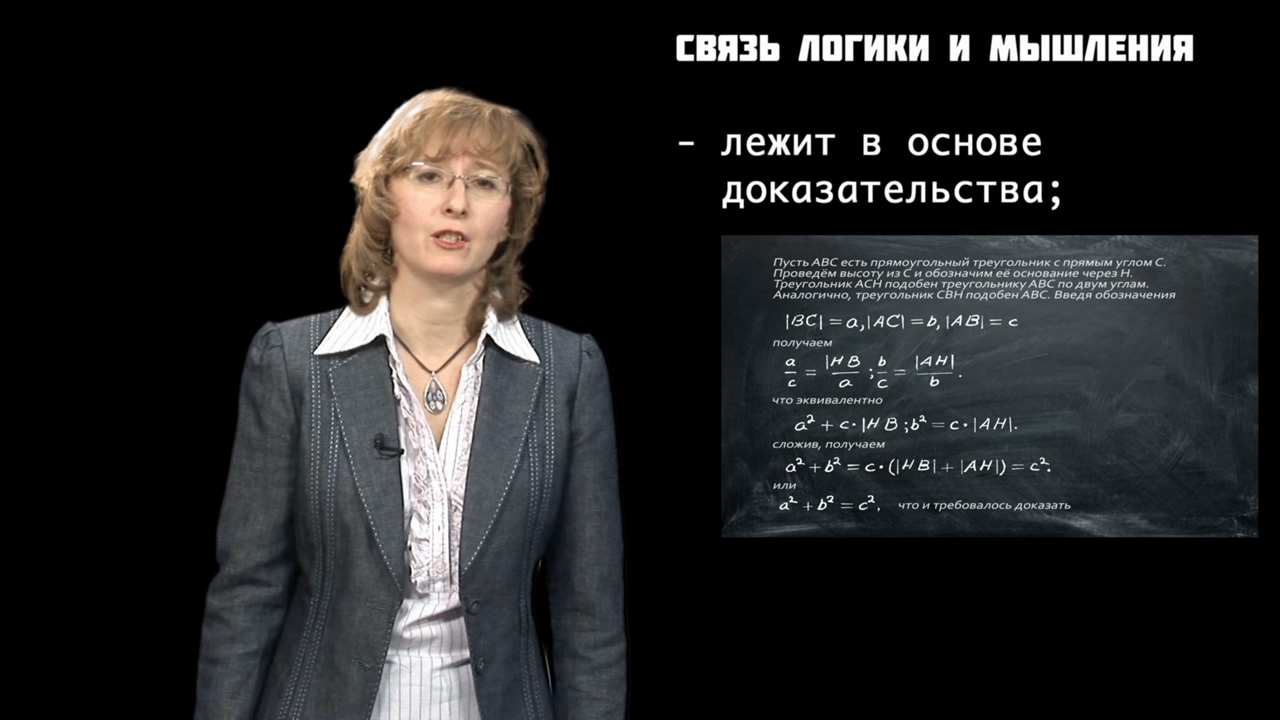 СВЯЗЬ ЛОГИКИ И МЫШЛЕНИЯ
- лежит в основе
доказательства;
Пусть ABC есть прямоугольный треугольник с прямым углом C.
Проведём высоту из C и обозначим её основание через H.
Треугольник ACH подобен треугольнику ABC по двум углам.
Аналогично, треугольник CBH подобен ABC. Введя обозначения
|BC| = a, |AC| = b, |AB| = c
получаем
a/c = |HB|/a ; b/c = |AH|/b .
что эквивалентно
a² + c·|HB ; b² = c·|AH|.
сложив, получаем
a² + b² = c·(|HB| + |AH|) = c².
или
a² + b² = c², что и требовалось доказать